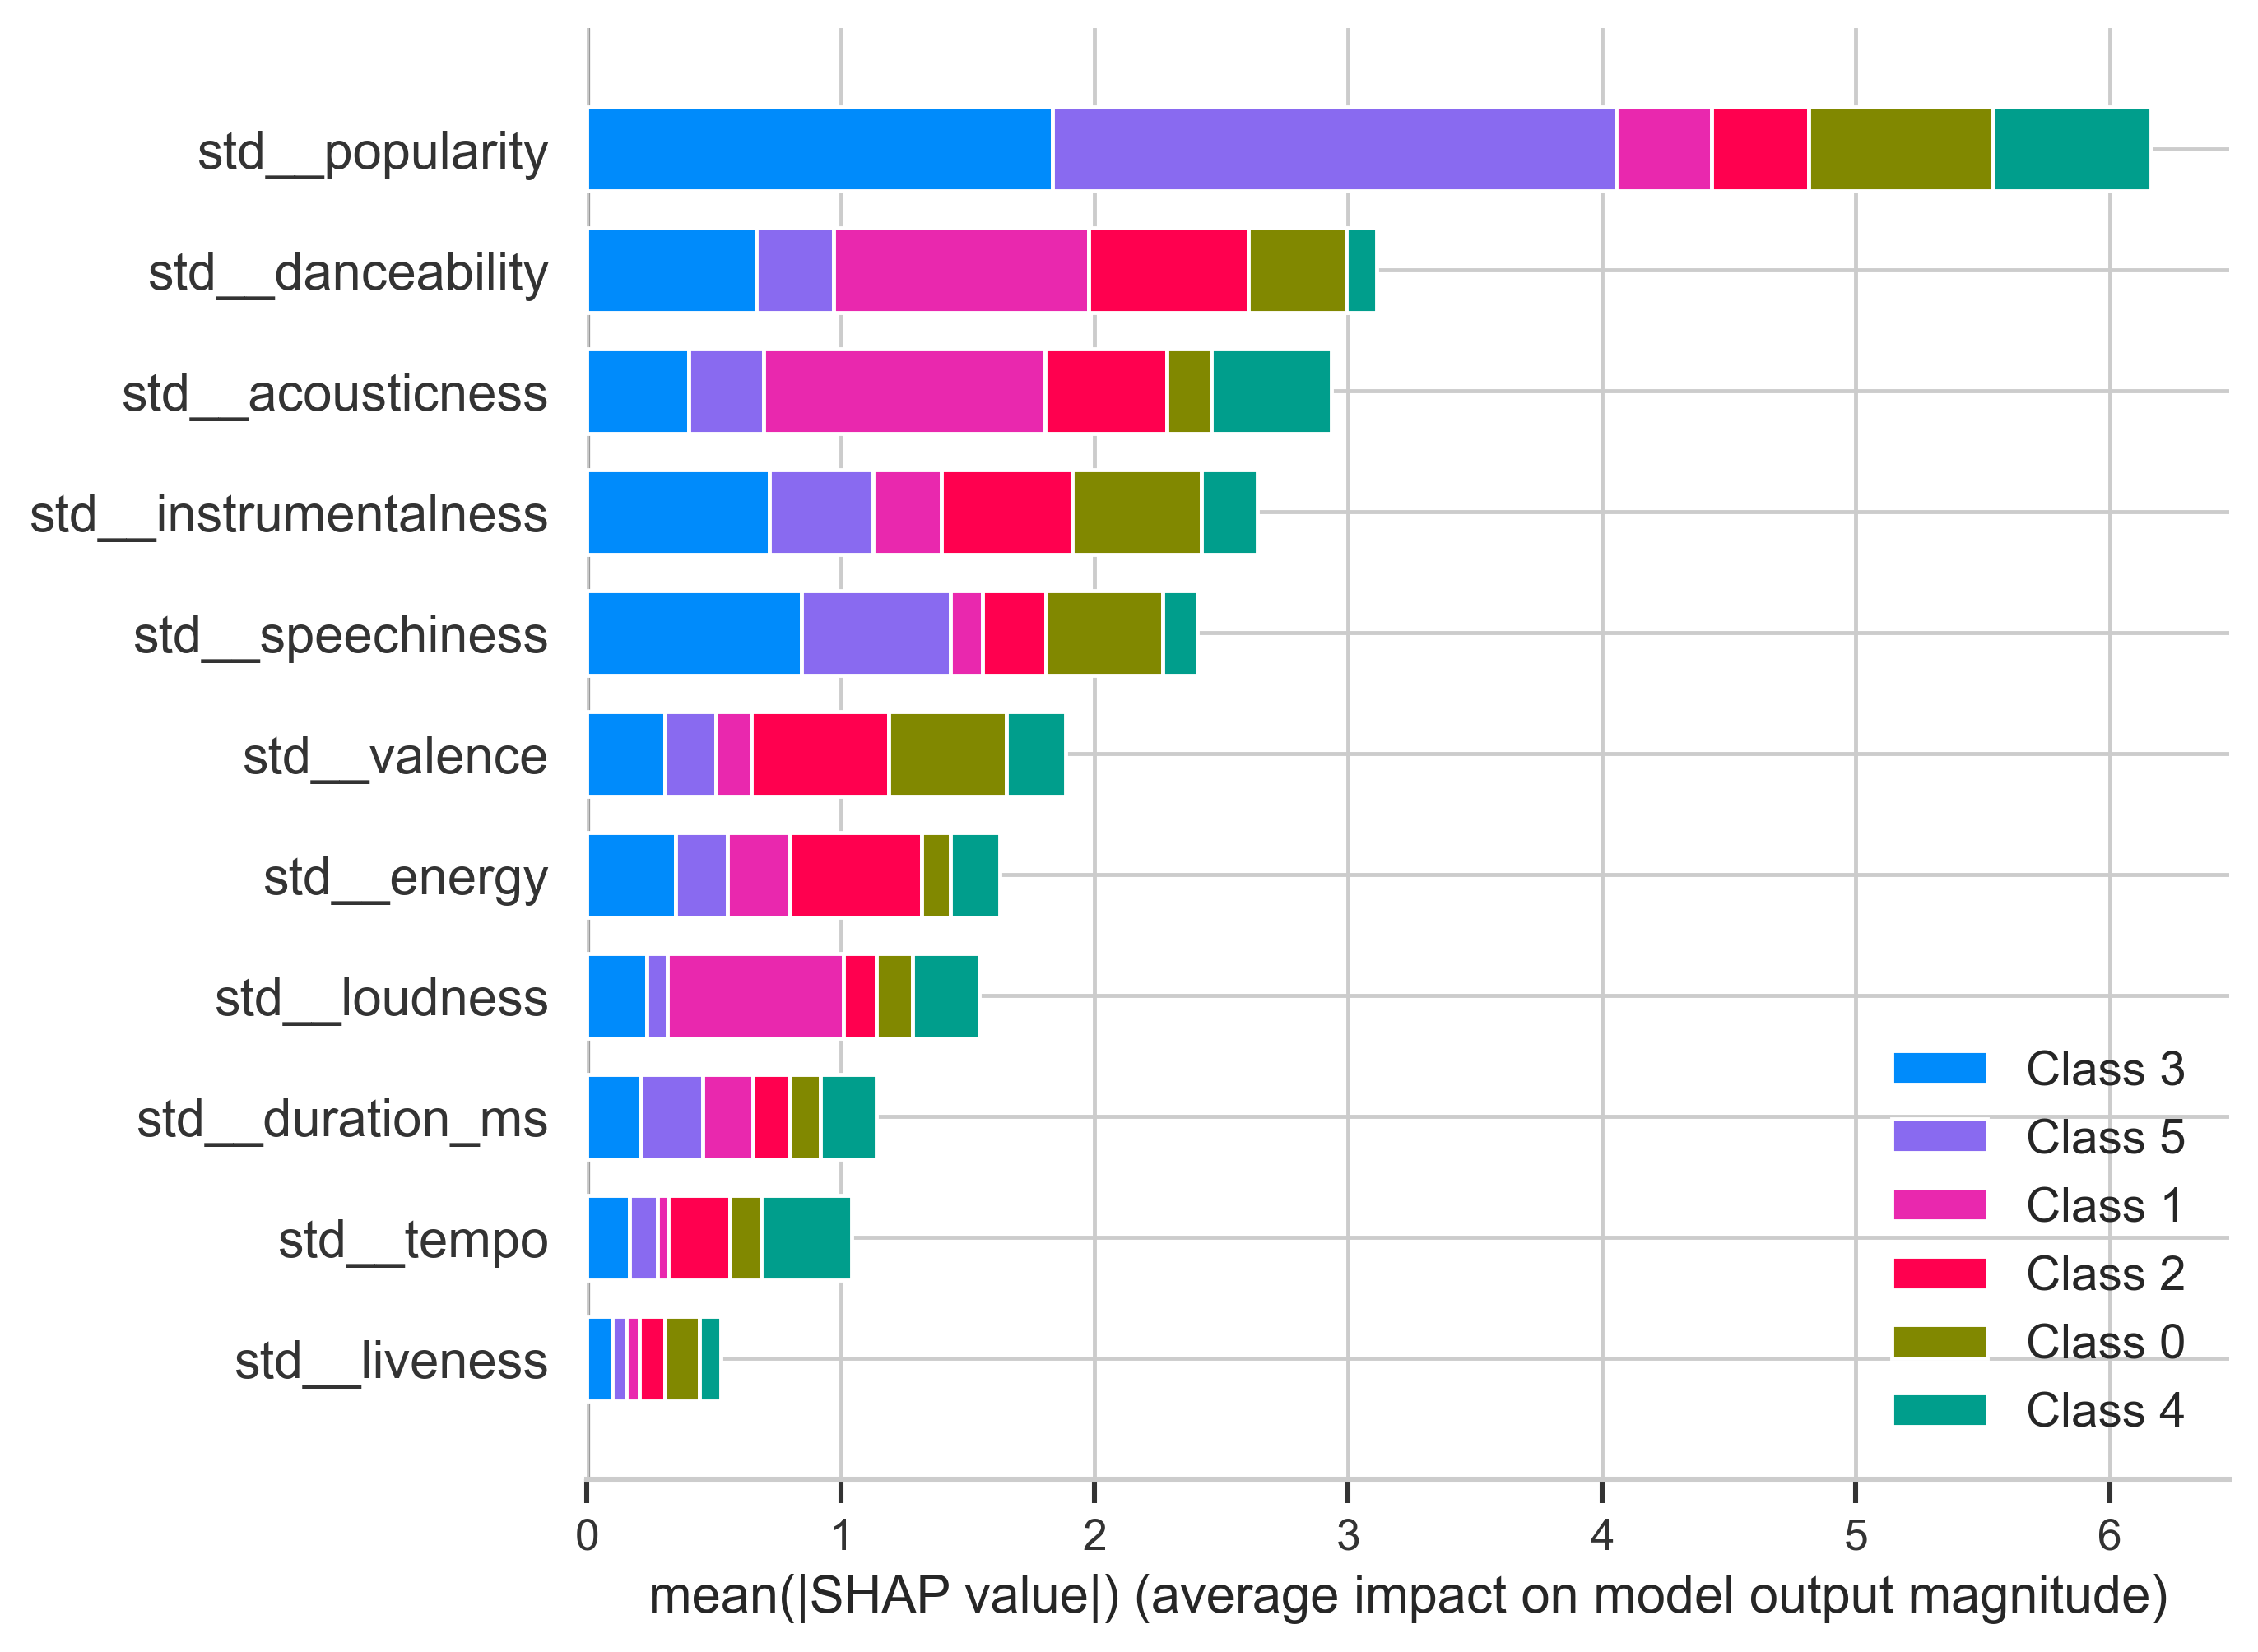 std__popularity
std__danceability
std__acousticness
std__instrumentalness
std__speechiness
std__valence
std__energy
std__loudness
std__duration_ms
std__tempo
std__liveness
Class 3
Class 5
Class 1
Class 2
Class 0
Class 4
0 1 2 3 4 5 6
mean(|SHAP value|) (average impact on model output magnitude)